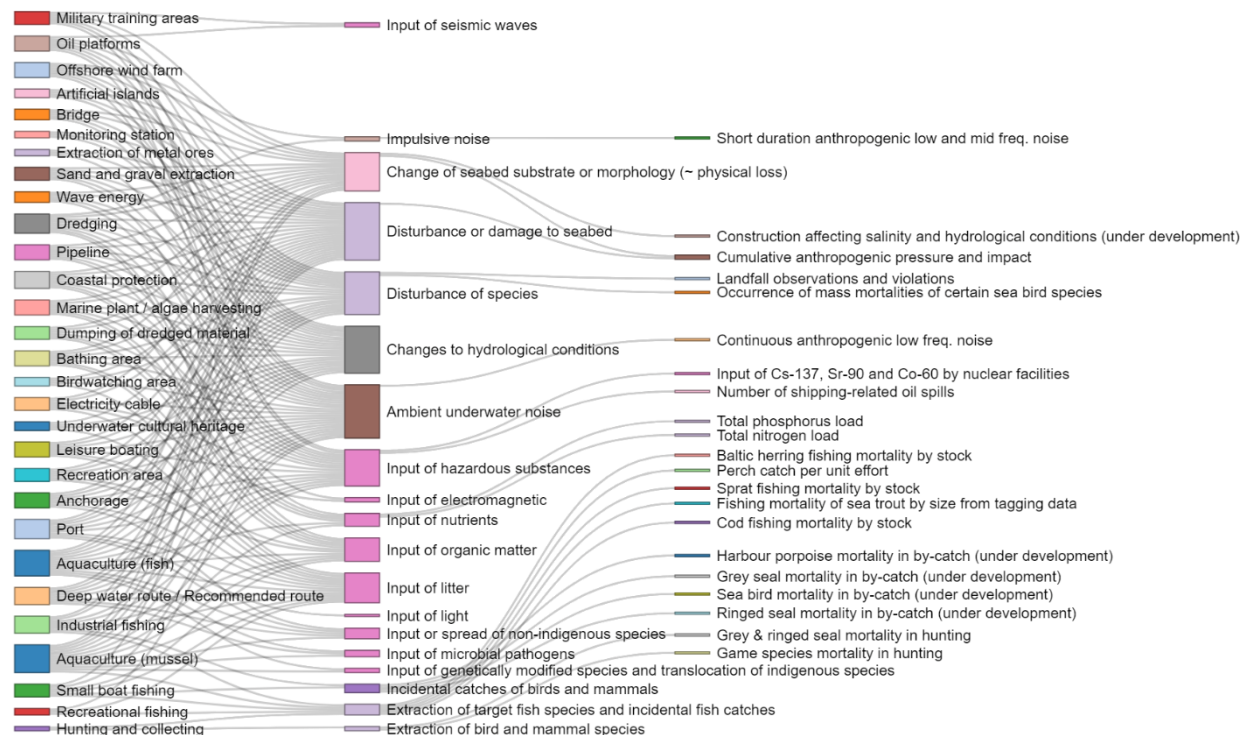 Military training areas
Oil platforms
Offshore wind farm
Artificial islands
Bridge
Monitoring station
Extraction of metal ores
Sand and gravel extraction
Wave energy
Dredging
Pipeline
Coastal protection
Marine plant / algae harvesting
Dumping of dredged material
Bathing area
Birdwatching area
Electricity cable
Underwater cultural heritage
Leisure boating
Recreation area
Anchorage
Port
Aquaculture (fish)
Deep water route / Recommended route
Industrial fishing
Aquaculture (mussel)
Small boat fishing
Recreational fishing
Hunting and collecting
Input of seismic waves
Impulsive noise
Change of seabed substrate or morphology (~ physical loss)
Disturbance or damage to seabed
Disturbance of species
Changes to hydrological conditions
Ambient underwater noise
Input of hazardous substances
Input of electromagnetic
Input of nutrients
Input of organic matter
Input of litter
Input of light
Input or spread of non-indigenous species
Input of microbial pathogens
Input of genetically modified species and translocation of indigenous species
Incidental catches of birds and mammals
Extraction of target fish species and incidental fish catches
Extraction of bird and mammal species
Short duration anthropogenic low and mid freq. noise
Construction affecting salinity and hydrological conditions (under development)
Cumulative anthropogenic pressure and impact
Landfall observations and violations
Occurrence of mass mortalities of certain sea bird species
Continuous anthropogenic low freq. noise
Input of Cs-137, Sr-90 and Co-60 by nuclear facilities
Number of shipping-related oil spills
Total phosphorus load
Total nitrogen load
Baltic herring fishing mortality by stock
Perch catch per unit effort
Sprat fishing mortality by stock
Fishing mortality of sea trout by size from tagging data
Cod fishing mortality by stock
Harbour porpoise mortality in by-catch (under development)
Grey seal mortality in by-catch (under development)
Sea bird mortality in by-catch (under development)
Ringed seal mortality in by-catch (under development)
Grey & ringed seal mortality in hunting
Game species mortality in hunting